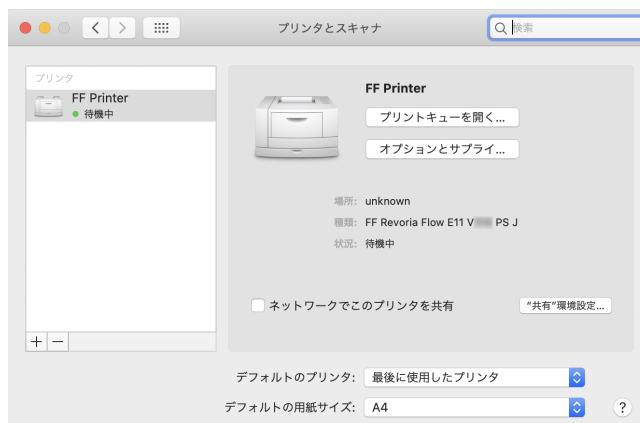 プリンタとスキャナ
検索
プリンタ
FF Printer
待機中
FF Printer
プリントキューを開く...
オプションとサプライ...
場所: unknown
種類: FF Revoria Flow E11 V PS J
状況: 待機中
ネットワークでこのプリンタを共有
“共有”環境設定...
デフォルトのプリンタ: 最後に使用したプリンタ
デフォルトの用紙サイズ: A4
?